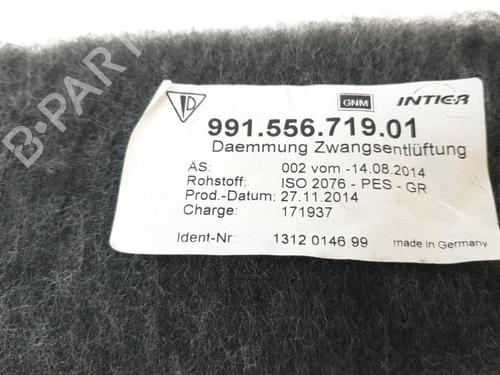 D GNM INTIER
991.556.719.01
Daemmung Zwangsentlüftung
ÄS: 002 vom -14.08.2014
Rohstoff: ISO 2076 - PES - GR
Prod.-Datum: 27.11.2014
Charge: 171937
Ident-Nr: 1312 0146 99 made in Germany
B-PARTS